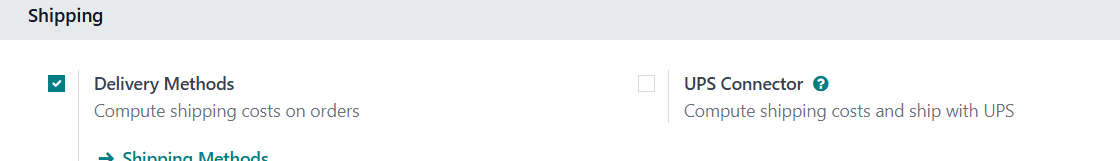 Shipping
Delivery Methods
Compute shipping costs on orders
Shipping Methods
UPS Connector ?
Compute shipping costs and ship with UPS